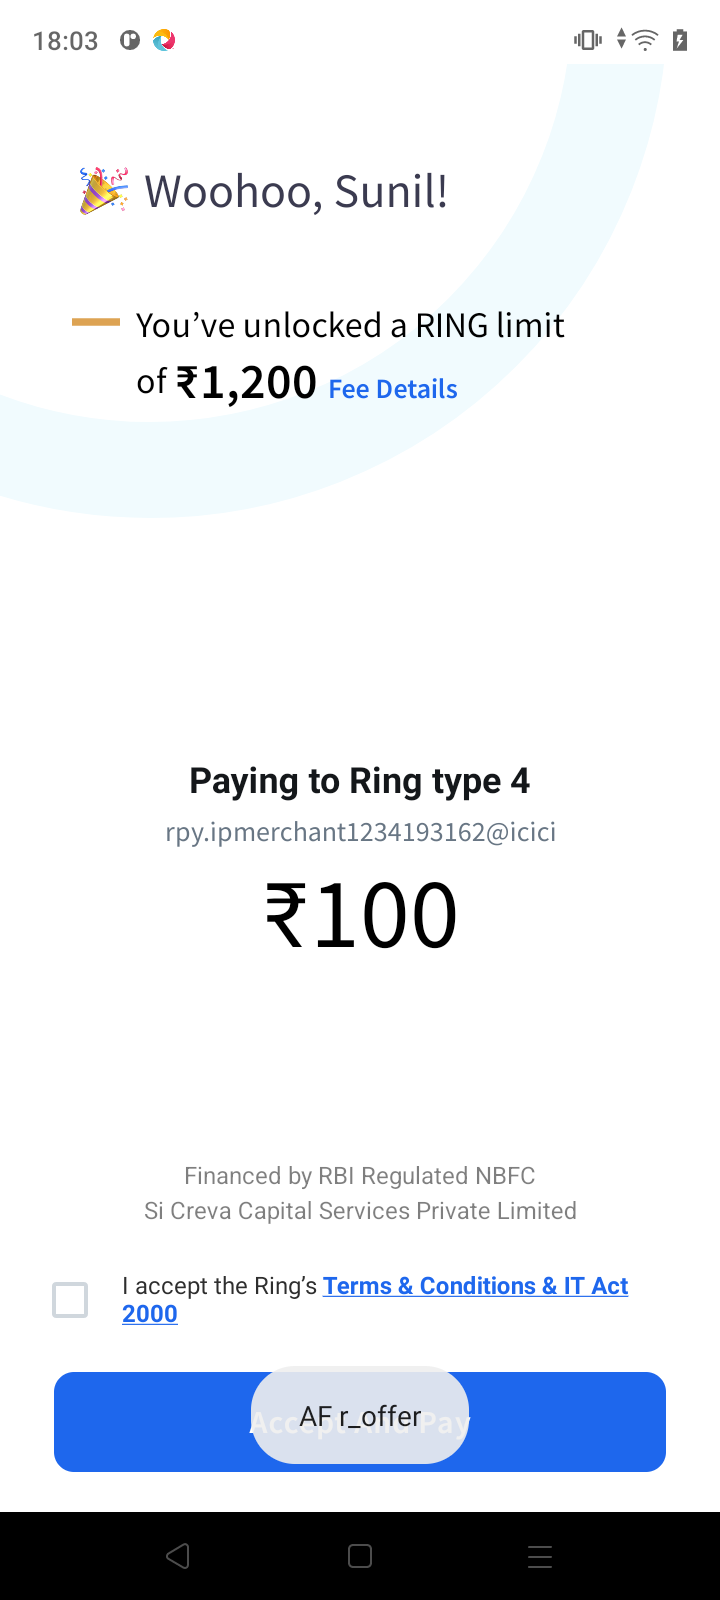 18:03
Woohoo, Sunil!
You’ve unlocked a RING limit
of ₹1,200 Fee Details
Paying to Ring type 4
rpy.ipmerchant1234193162@icici
₹100
Financed by RBI Regulated NBFC
Si Creva Capital Services Private Limited
I accept the Ring’s Terms & Conditions & IT Act
2000
Accept And Pay
AF r_offer